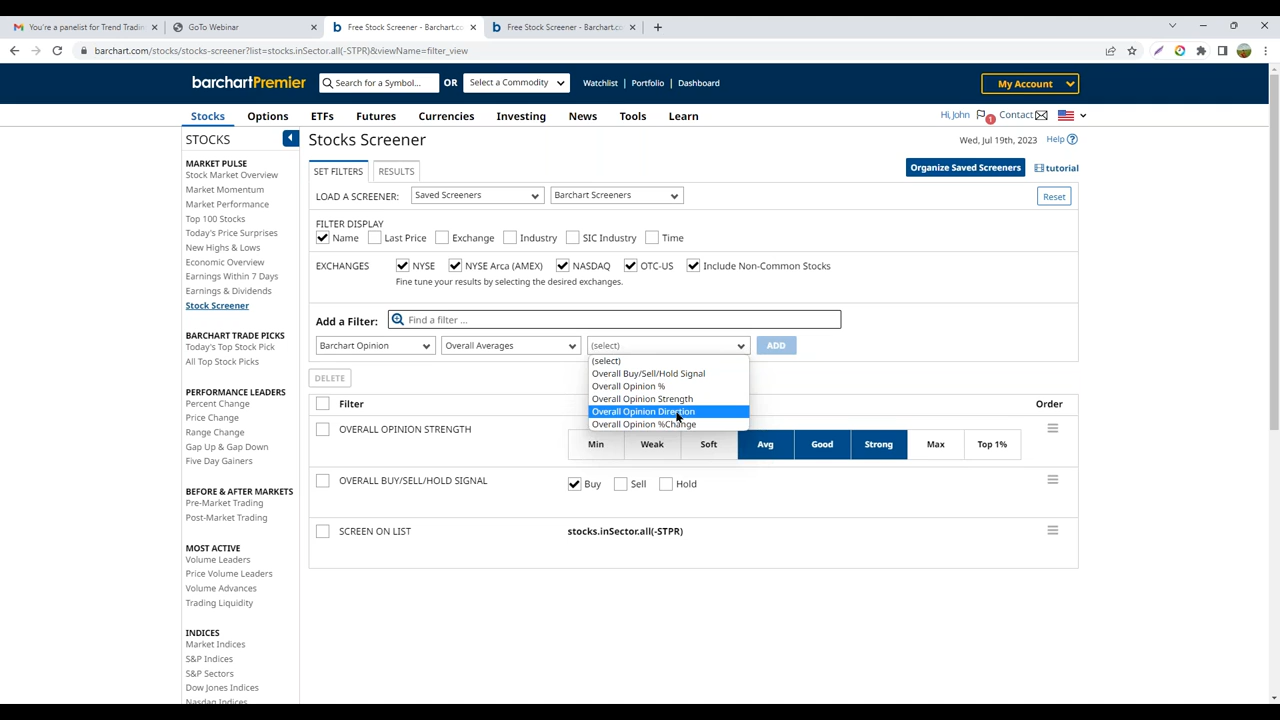 You're a panelist for Trend Tradin
GoTo Webinar
Free Stock Screener - Barchart.co
Free Stock Screener - Barchart.co
barchart.com/stocks/stocks-screener?list=stocks.inSector.all(-STPR)&viewName=filter_view
barchartPremier
Search for a Symbol...
OR
Select a Commodity
Watchlist | Portfolio | Dashboard
My Account
Stocks Options ETFs Futures Currencies Investing News Tools Learn
Hi, John
1
Contact
STOCKS
Stocks Screener
Wed, Jul 19th, 2023
Help
MARKET PULSE
Stock Market Overview
Market Momentum
Market Performance
Top 100 Stocks
Today's Price Surprises
New Highs & Lows
Economic Overview
Earnings Within 7 Days
Earnings & Dividends
Stock Screener
BARCHART TRADE PICKS
Today's Top Stock Pick
All Top Stock Picks
PERFORMANCE LEADERS
Percent Change
Price Change
Range Change
Gap Up & Gap Down
Five Day Gainers
BEFORE & AFTER MARKETS
Pre-Market Trading
Post-Market Trading
MOST ACTIVE
Volume Leaders
Price Volume Leaders
Volume Advances
Trading Liquidity
INDICES
Market Indices
S&P Indices
S&P Sectors
Dow Jones Indices
Nasdaq Indices
SET FILTERS
RESULTS
Organize Saved Screeners
tutorial
LOAD A SCREENER:
Saved Screeners
Barchart Screeners
Reset
FILTER DISPLAY
Name Last Price Exchange Industry SIC Industry Time
EXCHANGES
NYSE NYSE Arca (AMEX) NASDAQ OTC-US Include Non-Common Stocks
Fine tune your results by selecting the desired exchanges.
Add a Filter:
Find a filter ...
Barchart Opinion
Overall Averages
(select)
ADD
(select)
Overall Buy/Sell/Hold Signal
Overall Opinion %
Overall Opinion Strength
Overall Opinion Direction
Overall Opinion %Change
DELETE
Filter
Order
OVERALL OPINION STRENGTH
Min Weak Soft Avg Good Strong Max Top 1%
OVERALL BUY/SELL/HOLD SIGNAL
Buy Sell Hold
SCREEN ON LIST
stocks.inSector.all(-STPR)